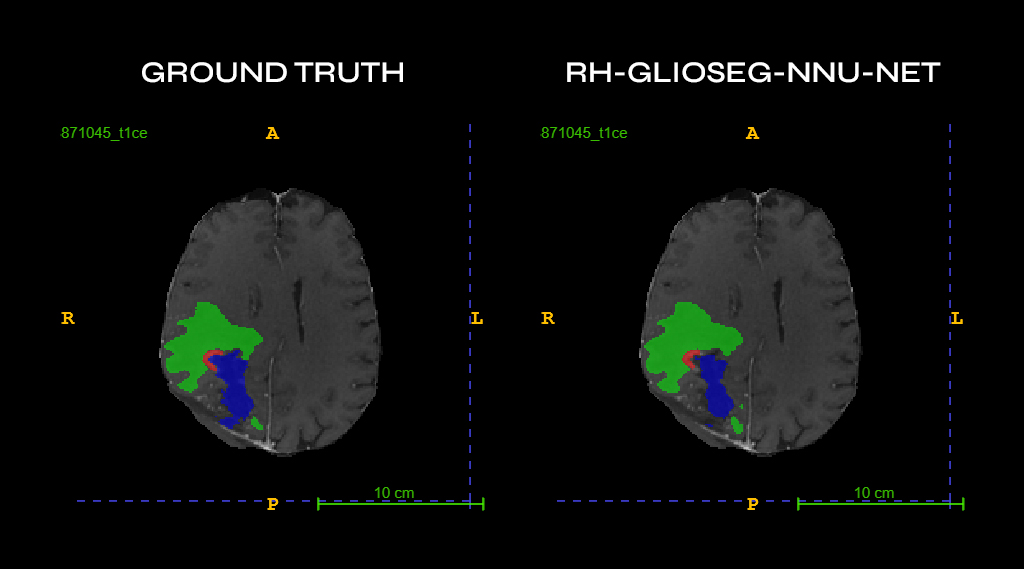 GROUND TRUTH
RH-GLIOSEG-NNU-NET
871045_t1ce
A
871045_t1ce
A
R
L
R
L
10 cm
P
10 cm
P